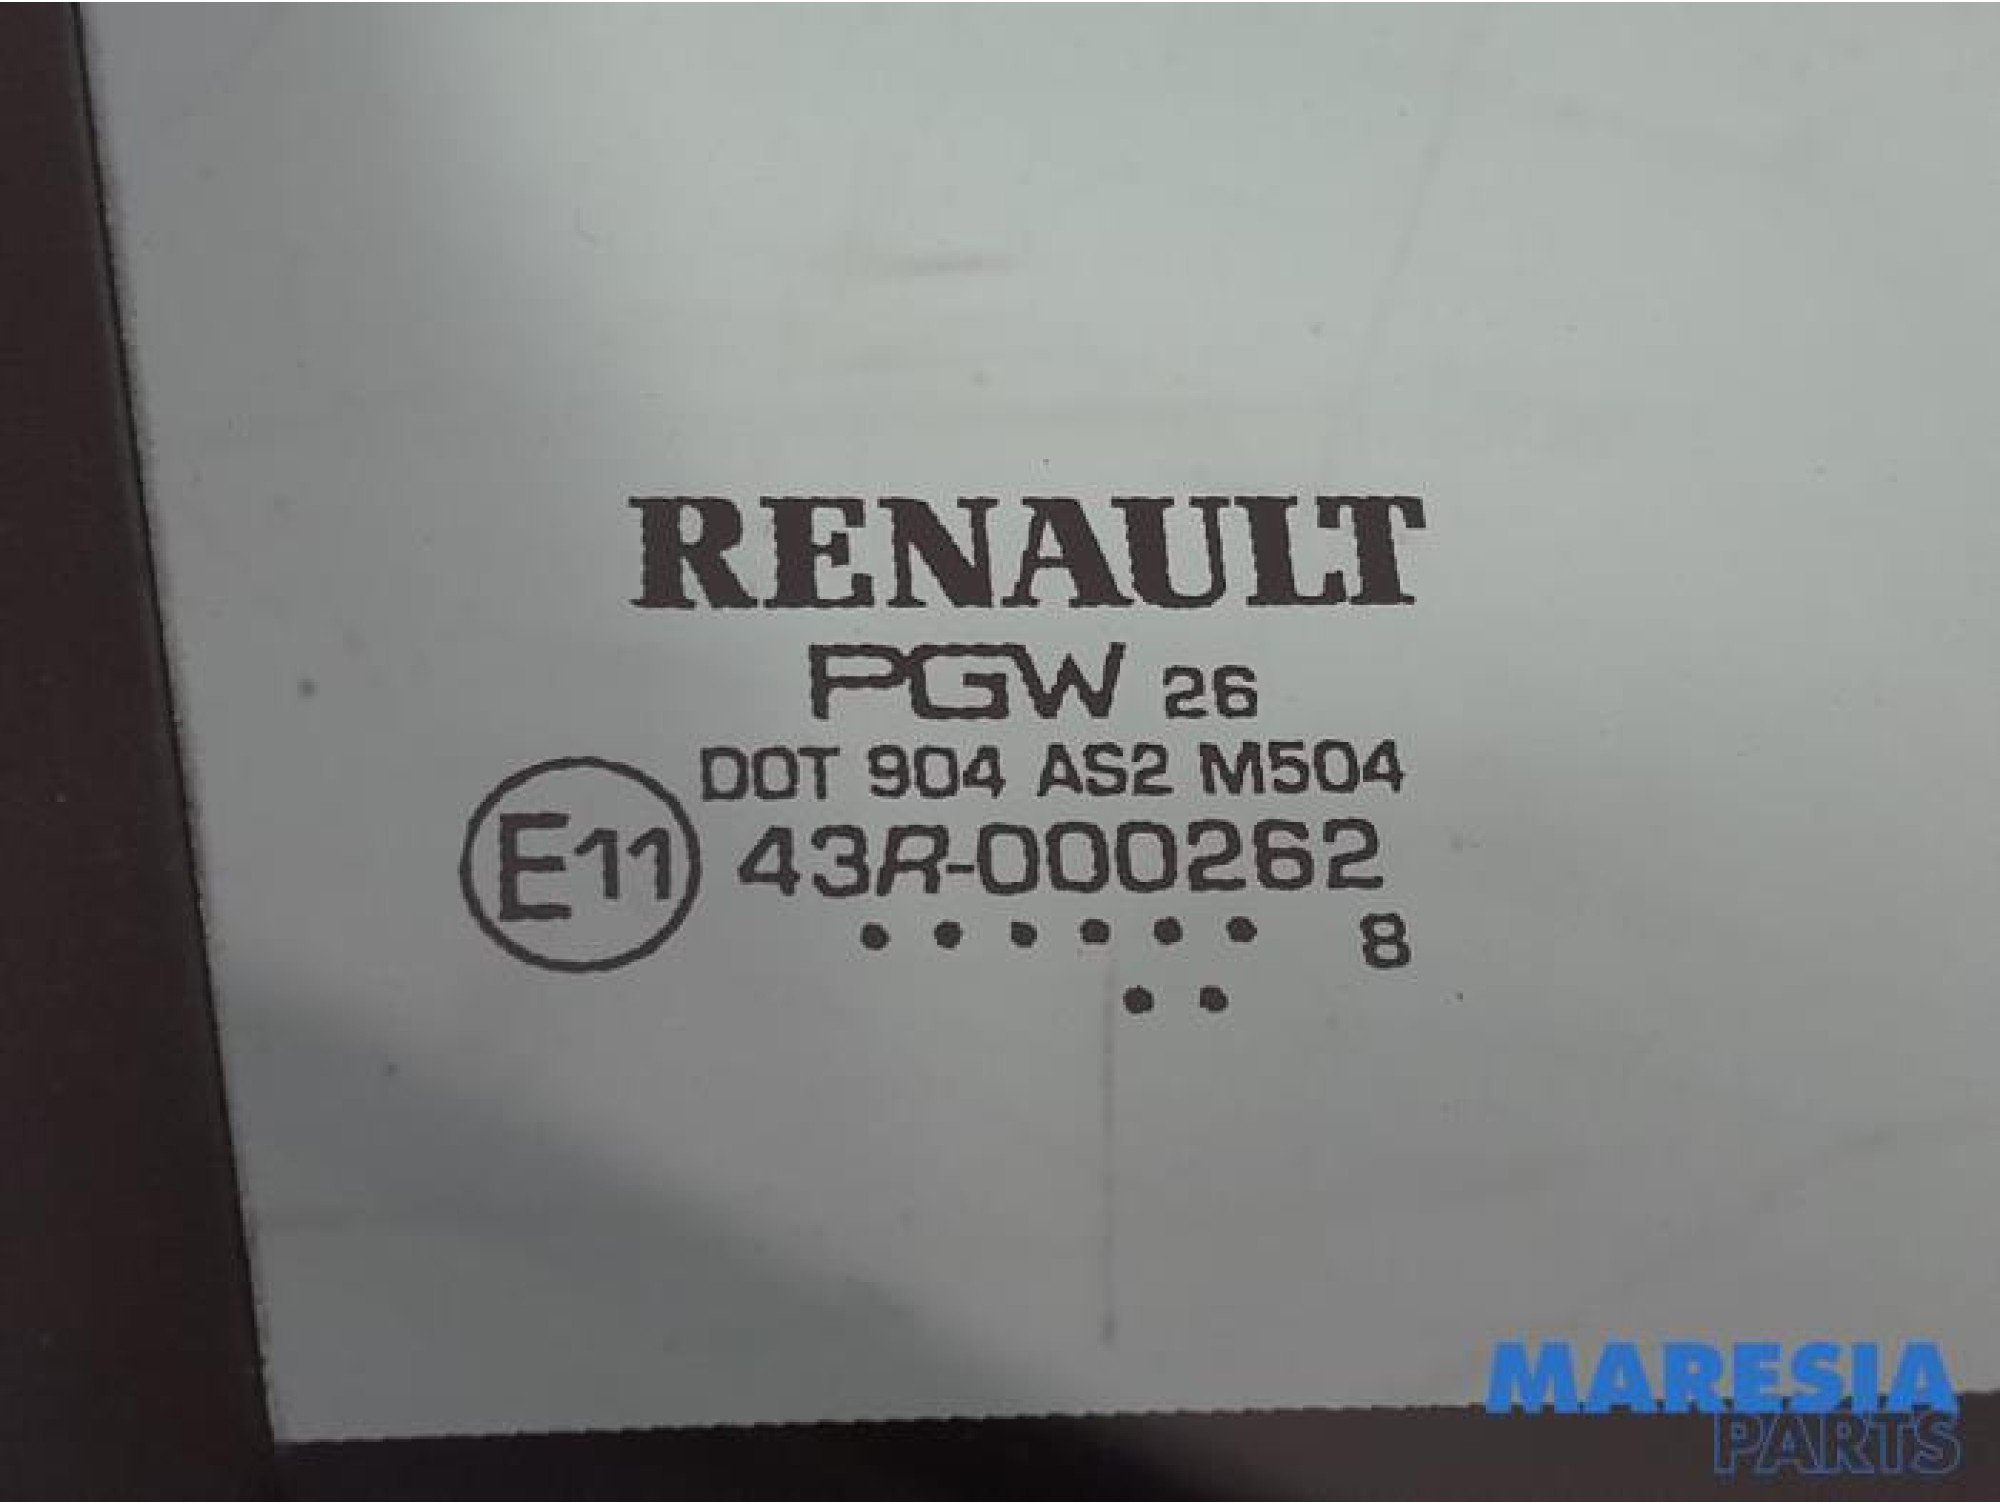 RENAULT
PGW 26
DOT 904 AS2 M504
E11 43R-000262
• • • • • • 8
• •
MARESIA
PARTS